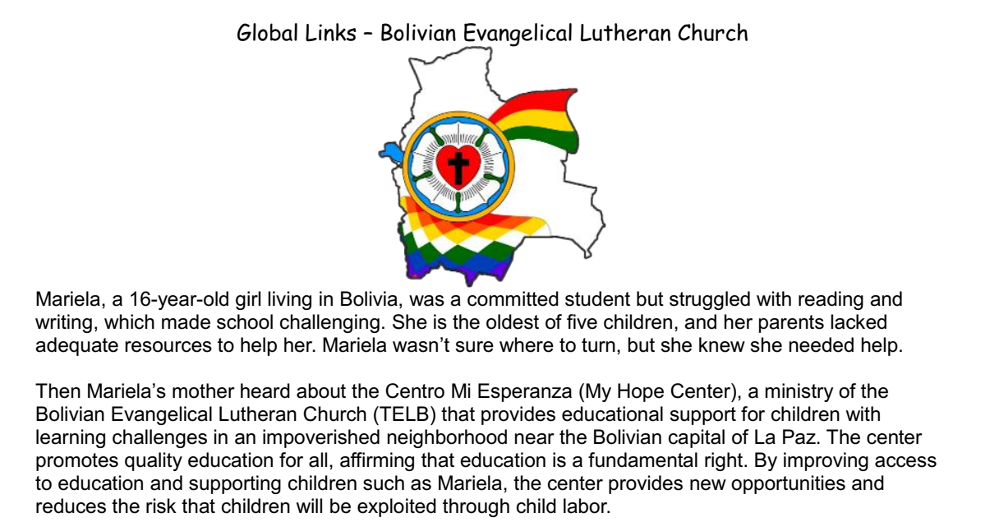 Global Links – Bolivian Evangelical Lutheran Church
Mariela, a 16-year-old girl living in Bolivia, was a committed student but struggled with reading and
writing, which made school challenging. She is the oldest of five children, and her parents lacked
adequate resources to help her. Mariela wasn’t sure where to turn, but she knew she needed help.
Then Mariela’s mother heard about the Centro Mi Esperanza (My Hope Center), a ministry of the
Bolivian Evangelical Lutheran Church (TELB) that provides educational support for children with
learning challenges in an impoverished neighborhood near the Bolivian capital of La Paz. The center
promotes quality education for all, affirming that education is a fundamental right. By improving access
to education and supporting children such as Mariela, the center provides new opportunities and
reduces the risk that children will be exploited through child labor.